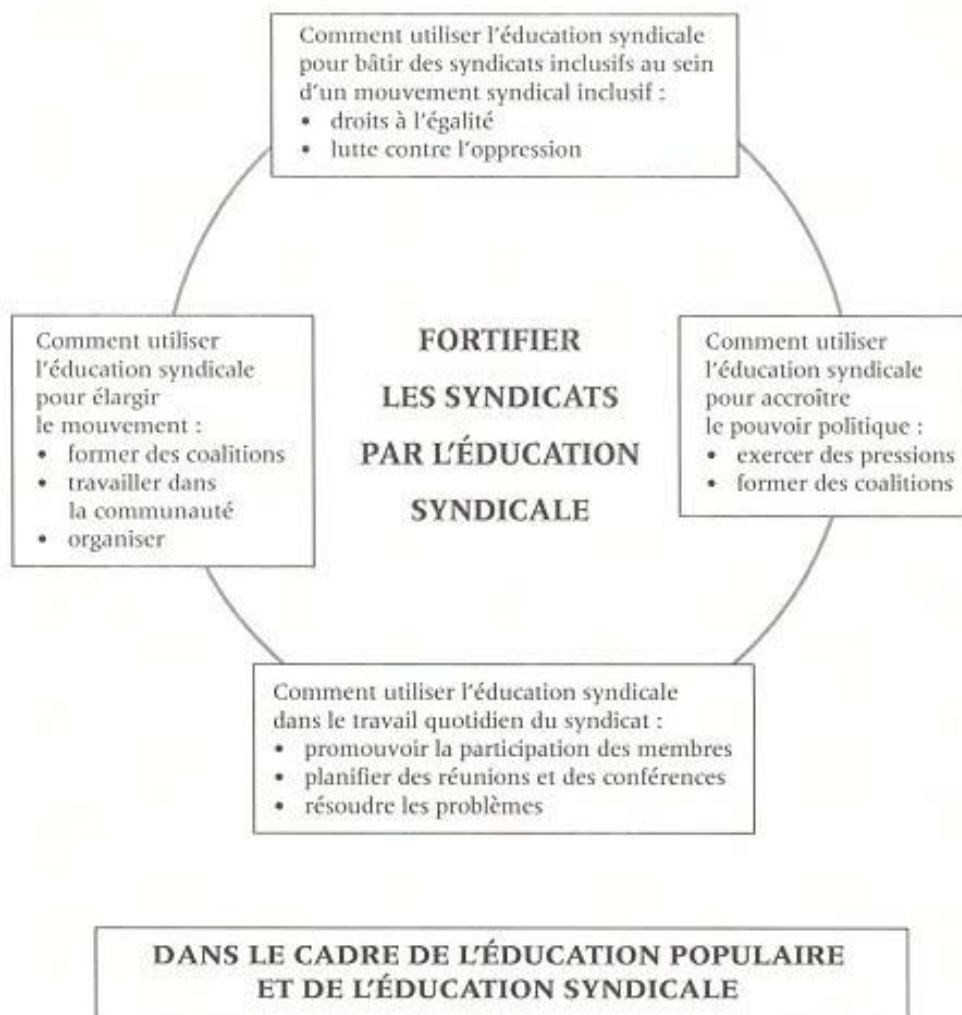 Comment utiliser l'éducation syndicale
pour bâtir des syndicats inclusifs au sein
d'un mouvement syndical inclusif :
• droits à l'égalité
• lutte contre l'oppression
Comment utiliser
l'éducation syndicale
pour élargir
le mouvement :
• former des coalitions
• travailler dans
la communauté
• organiser
FORTIFIER
LES SYNDICATS
PAR L'ÉDUCATION
SYNDICALE
Comment utiliser
l'éducation syndicale
pour accroître
le pouvoir politique :
• exercer des pressions
• former des coalitions
Comment utiliser l'éducation syndicale
dans le travail quotidien du syndicat :
• promouvoir la participation des membres
• planifier des réunions et des conférences
• résoudre les problèmes
DANS LE CADRE DE L'ÉDUCATION POPULAIRE
ET DE L'ÉDUCATION SYNDICALE